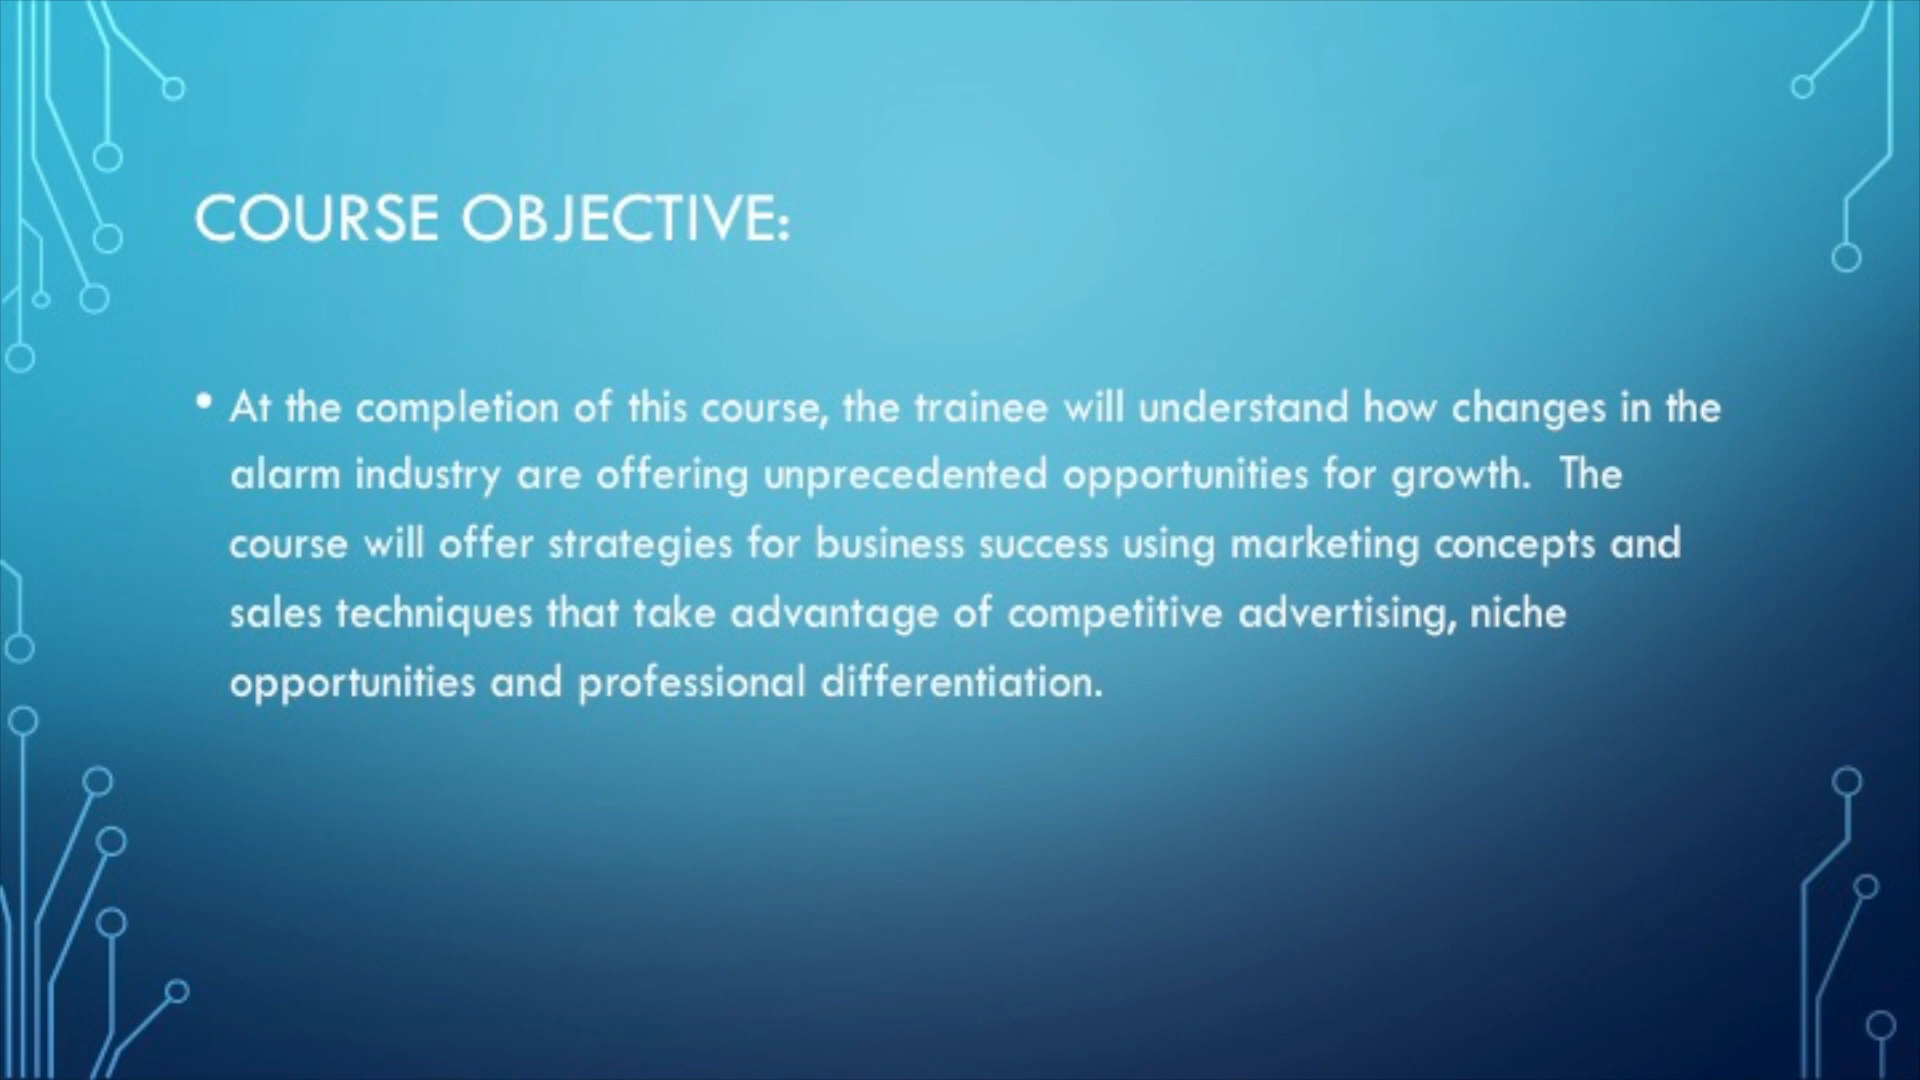 COURSE OBJECTIVE:
• At the completion of this course, the trainee will understand how changes in the
alarm industry are offering unprecedented opportunities for growth.  The
course will offer strategies for business success using marketing concepts and
sales techniques that take advantage of competitive advertising, niche
opportunities and professional differentiation.